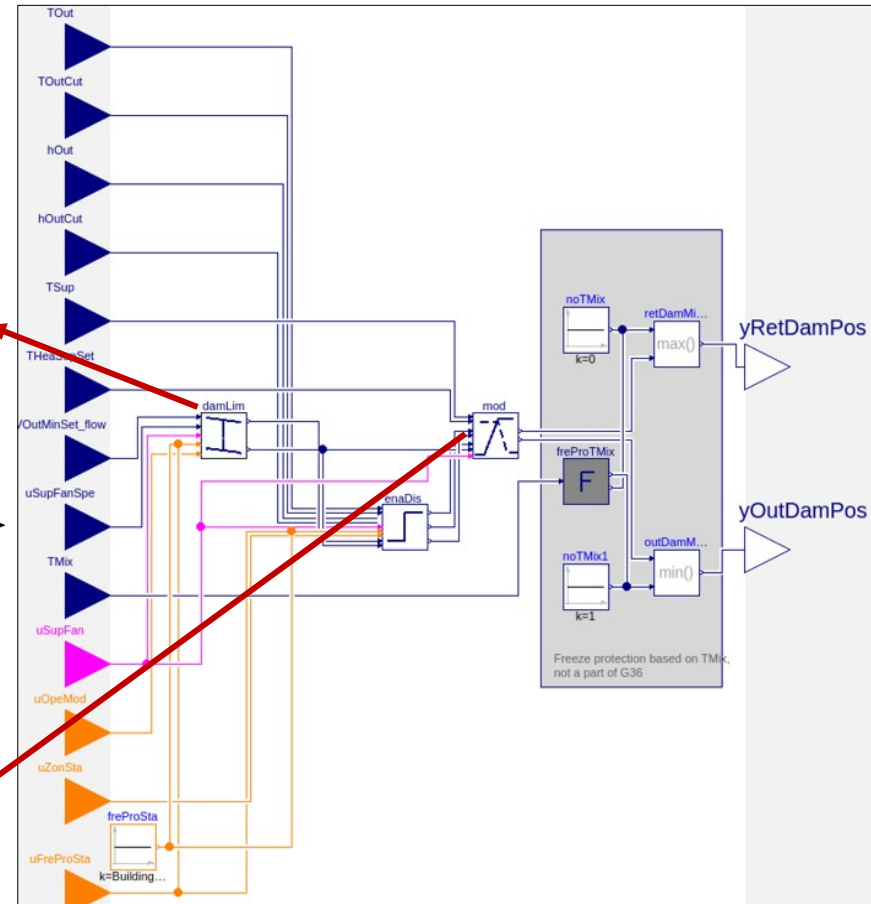 TOut
TOutCut
hOut
hOutCut
TSup
THeaSupSet
VOutMinSet_flow
uSupFanSpe
TMix
uSupFan
uOpeMod
uZonSta
freProSta
k=Building...
uFreProSta
damLim
enaDis
mod
noTMix
k=0
retDamMi...
max()
freProTMix
F
noTMix1
k=1
outDamM...
min()
Freeze protection based on TMix,
not a part of G36
yRetDamPos
yOutDamPos